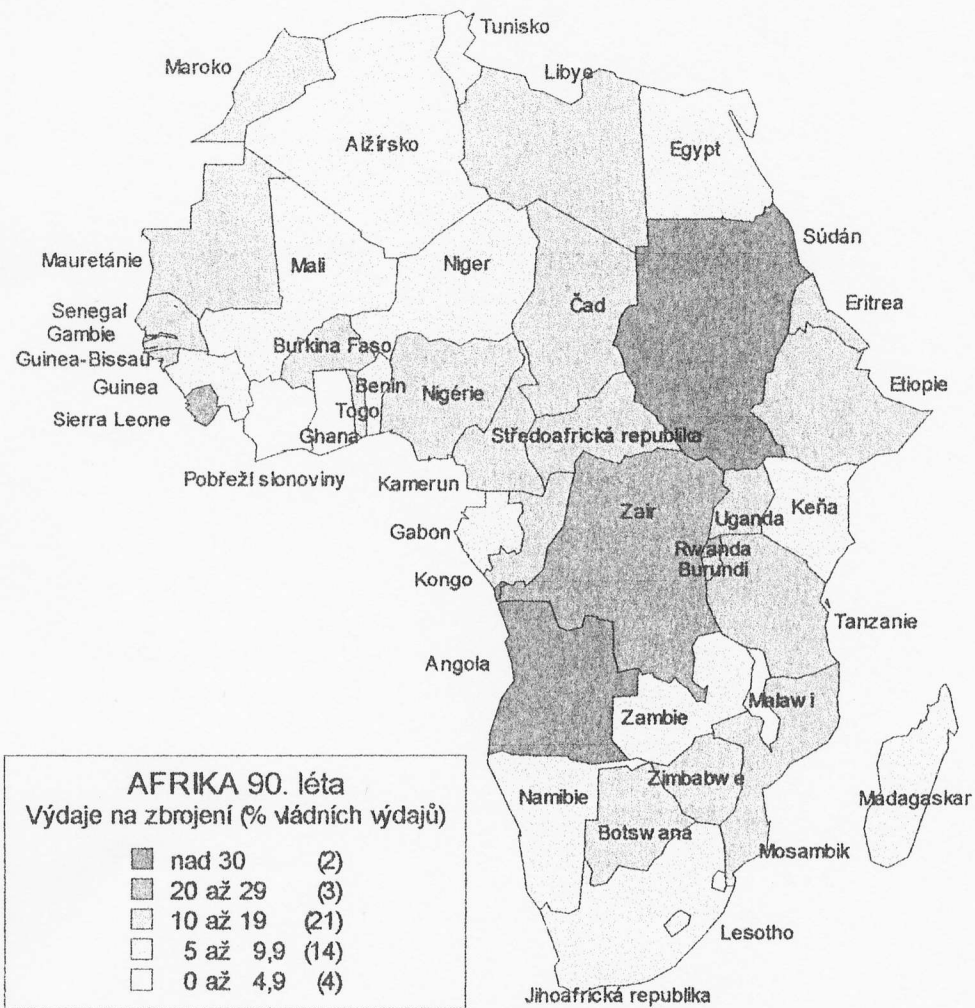 Tunisko
Maroko
Libye
Alžírsko
Egypt
Súdán
Mauretánie
Mali
Niger
Čad
Senegal
Eritrea
Gambie
Burkina Faso
Guinea-Bissau
Benin
Nigérie
Etiopie
Guinea
Togo
Sierra Leone
Ghana
Středoafrická republika
Pobřeží slonoviny
Kamerun
Zair
Keňa
Uganda
Gabon
Rwanda
Burundi
Kongo
Tanzanie
Angola
Malawi
Zambie
Zimbabwe
Namibie
Madagaskar
Botswana
Mosambik
Lesotho
Jihoafrická republika
AFRIKA 90. léta
Výdaje na zbrojení (% vládních výdajů)
nad 30 (2)
20 až 29 (3)
10 až 19 (21)
5 až 9,9 (14)
0 až 4,9 (4)